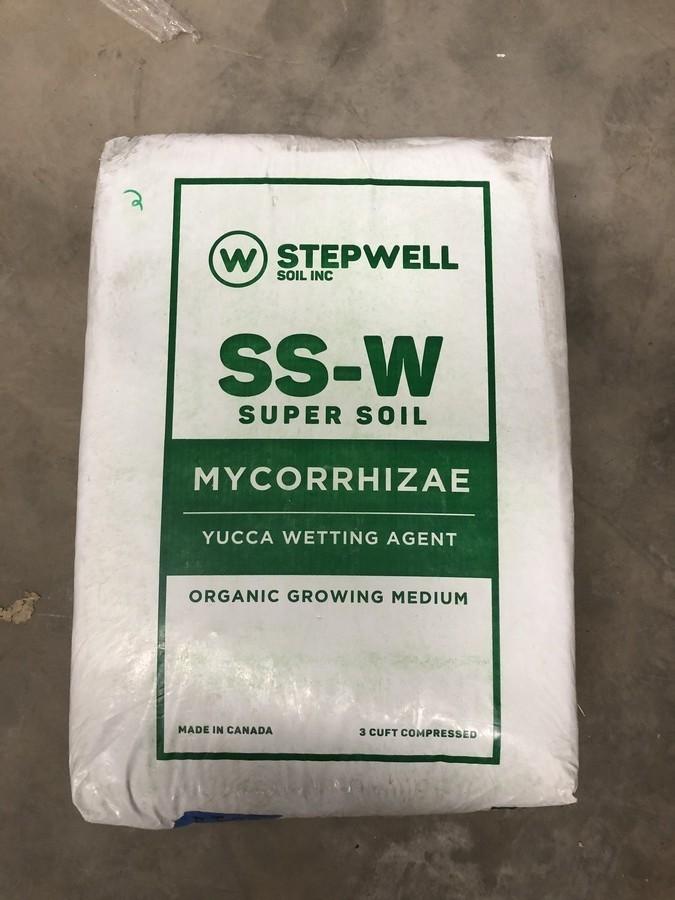 2
W STEPWELL
SOIL INC
SS-W
SUPER SOIL
MYCORRHIZAE
YUCCA WETTING AGENT
ORGANIC GROWING MEDIUM
MADE IN CANADA 3 CUFT COMPRESSED